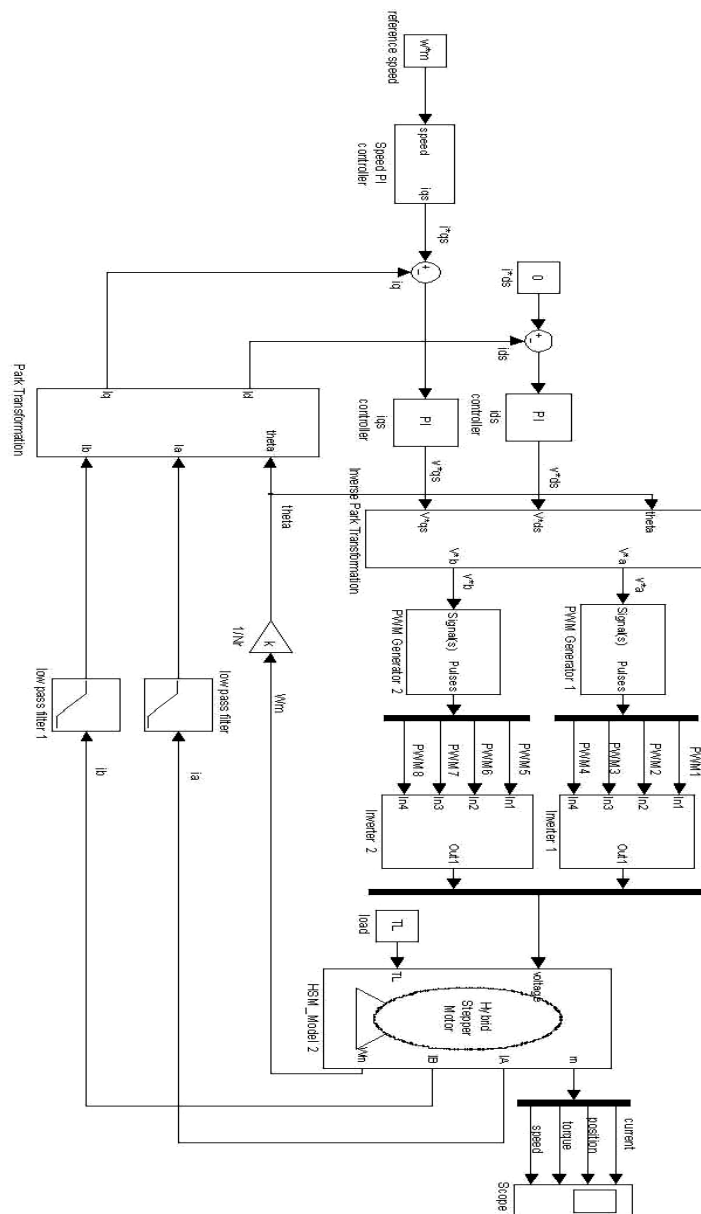 w*m
reference speed
speed
iqs
Speed PI
controller
i*qs
+
-
iq
0
i*ds
+
-
ids
PI
iqs
controller
PI
ids
controller
v*qs
v*ds
theta
V*ds
V*qs
V*a
V*b
Inverse Park Transformation
v*a
v*b
Signal(s) Pulses
PWM Generator 1
Signal(s) Pulses
PWM Generator 2
PWM1
PWM2
PWM3
PWM4
PWM5
PWM6
PWM7
PWM8
In1
In2
In3
In4
Out1
Inverter 1
In1
In2
In3
In4
Out1
Inverter 2
TL
load
voltage
TL
Hybrid
Stepper
Motor
m
IA
IB
Wm
HSM_Model 2
current
position
torque
speed
Scope
theta
Ia
Ib
Id
Iq
Park Transformation
theta
k
1/Nr
Wm
low pass filter
ia
low pass filter 1
ib